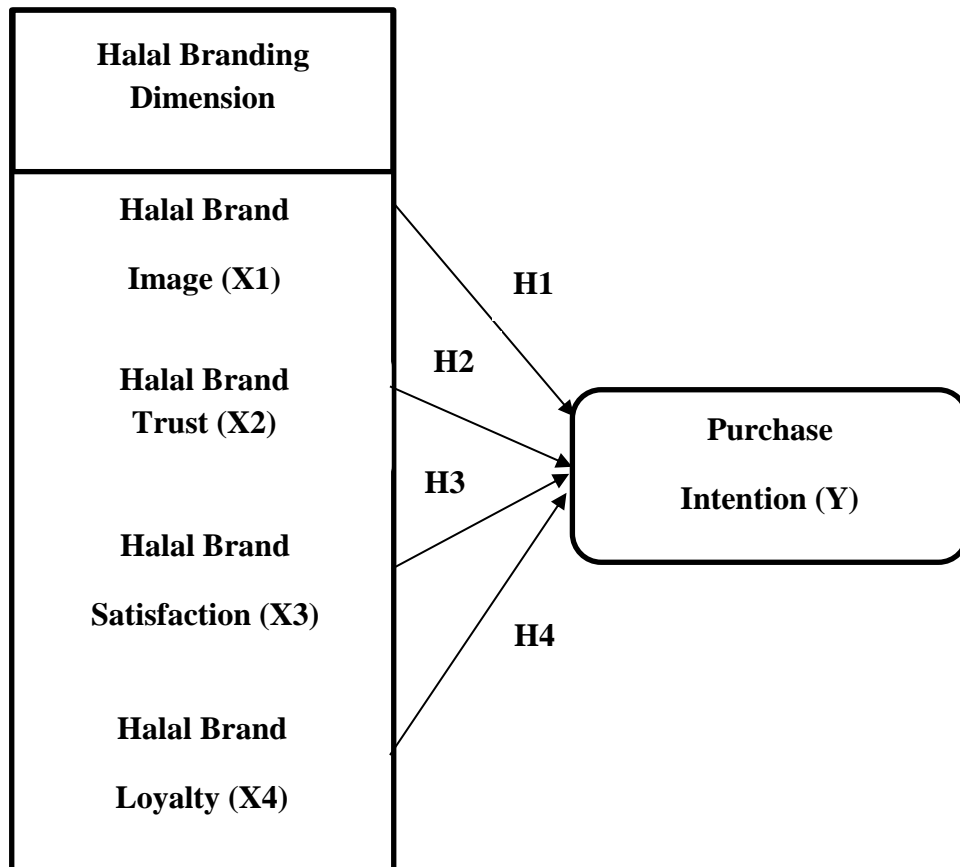 Halal Branding
Dimension
Halal Brand
Image (X1)
H1
H2
Halal Brand
Trust (X2)
Purchase
Intention (Y)
H3
Halal Brand
Satisfaction (X3)
H4
Halal Brand
Loyalty (X4)